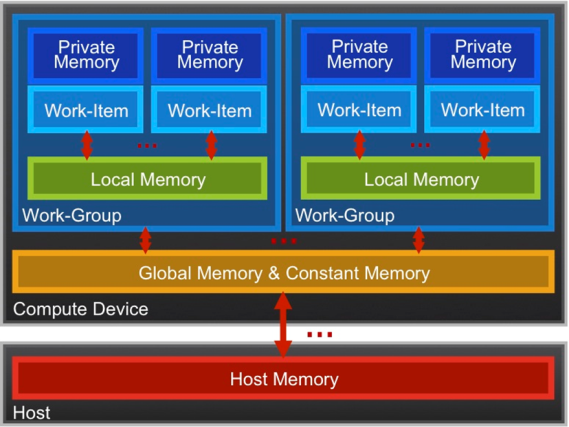 Private
Memory
Private
Memory
Private
Memory
Private
Memory
Work-Item
Work-Item
Work-Item
Work-Item
...
...
Local Memory
Local Memory
Work-Group
Work-Group
...
Global Memory & Constant Memory
Compute Device
...
Host Memory
Host